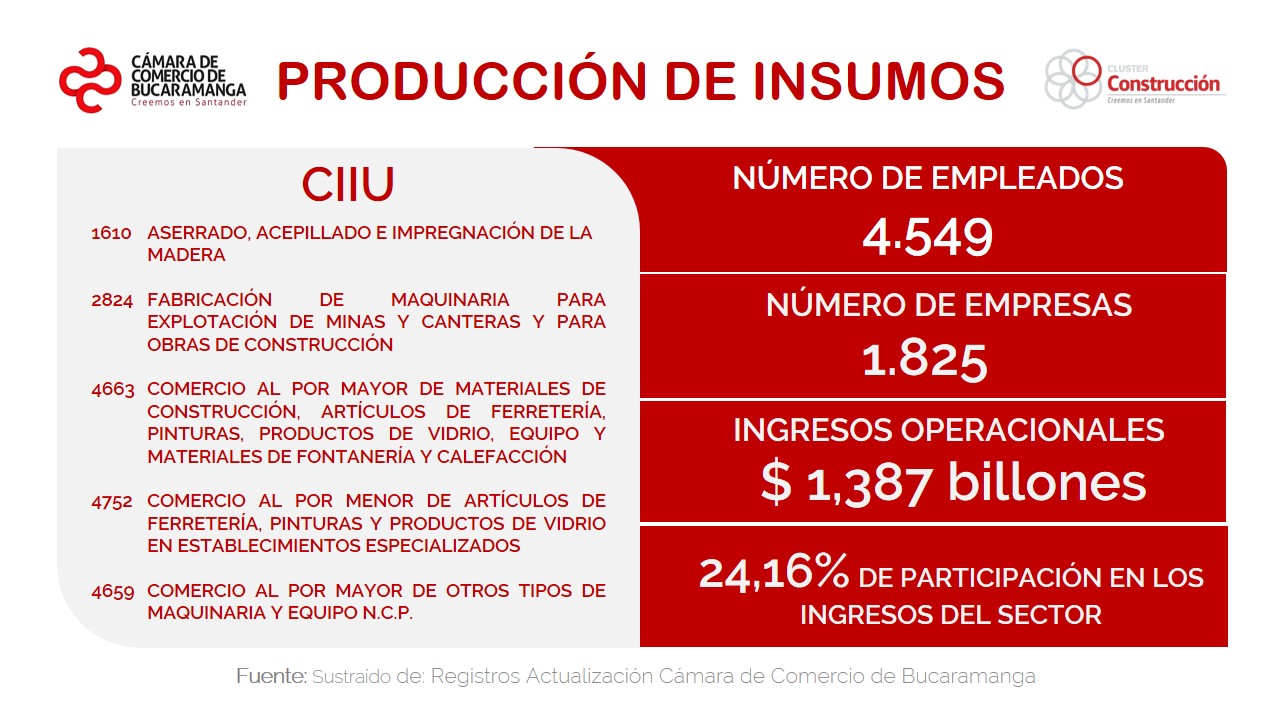 CÁMARA DE
COMERCIO DE
BUCARAMANGA
Creemos en Santander
PRODUCCIÓN DE INSUMOS
CLUSTER
Construcción
Creemos en Santander
CIIU
1610 ASERRADO, ACEPILLADO E IMPREGNACIÓN DE LA
MADERA
2824 FABRICACIÓN DE MAQUINARIA PARA
EXPLOTACIÓN DE MINAS Y CANTERAS Y PARA
OBRAS DE CONSTRUCCIÓN
4663 COMERCIO AL POR MAYOR DE MATERIALES DE
CONSTRUCCIÓN, ARTÍCULOS DE FERRETERÍA,
PINTURAS, PRODUCTOS DE VIDRIO, EQUIPO Y
MATERIALES DE FONTANERÍA Y CALEFACCIÓN
4752 COMERCIO AL POR MENOR DE ARTÍCULOS DE
FERRETERÍA, PINTURAS Y PRODUCTOS DE VIDRIO
EN ESTABLECIMIENTOS ESPECIALIZADOS
4659 COMERCIO AL POR MAYOR DE OTROS TIPOS DE
MAQUINARIA Y EQUIPO N.C.P.
NÚMERO DE EMPLEADOS
4.549
NÚMERO DE EMPRESAS
1.825
INGRESOS OPERACIONALES
$ 1,387 billones
24,16% DE PARTICIPACIÓN EN LOS
INGRESOS DEL SECTOR
Fuente: Sustraído de: Registros Actualización Cámara de Comercio de Bucaramanga